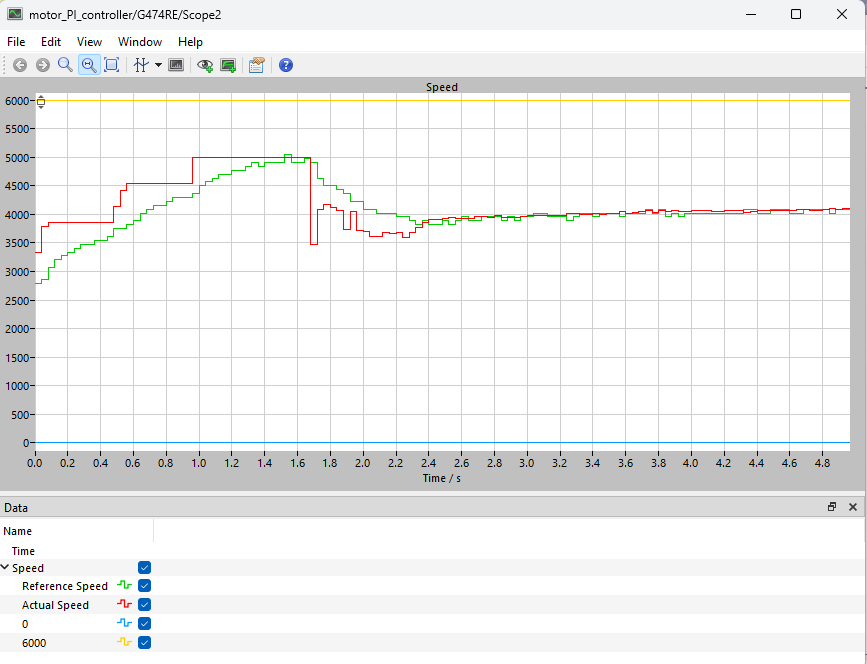 motor_PI_controller/G474RE/Scope2
File Edit View Window Help
Speed
6000
5500
5000
4500
4000
3500
3000
2500
2000
1500
1000
500
0
0.0 0.2 0.4 0.6 0.8 1.0 1.2 1.4 1.6 1.8 2.0 2.2 2.4 2.6 2.8 3.0 3.2 3.4 3.6 3.8 4.0 4.2 4.4 4.6 4.8
Time / s
Data
Name
Time
Speed
Reference Speed
Actual Speed
0
6000